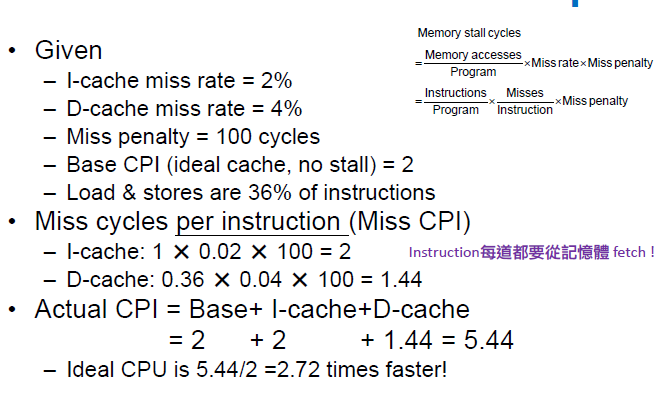 • Given
– I-cache miss rate = 2%
– D-cache miss rate = 4%
– Miss penalty = 100 cycles
– Base CPI (ideal cache, no stall) = 2
– Load & stores are 36% of instructions
Memory stall cycles
= Memory accesses / Program × Miss rate × Miss penalty
= Instructions / Program × Misses / Instruction × Miss penalty
• Miss cycles per instruction (Miss CPI)
– I-cache: 1 × 0.02 × 100 = 2
Instruction每道都要從記憶體 fetch !
– D-cache: 0.36 × 0.04 × 100 = 1.44
• Actual CPI = Base+ I-cache+D-cache
= 2 + 2 + 1.44 = 5.44
– Ideal CPU is 5.44/2 =2.72 times faster!